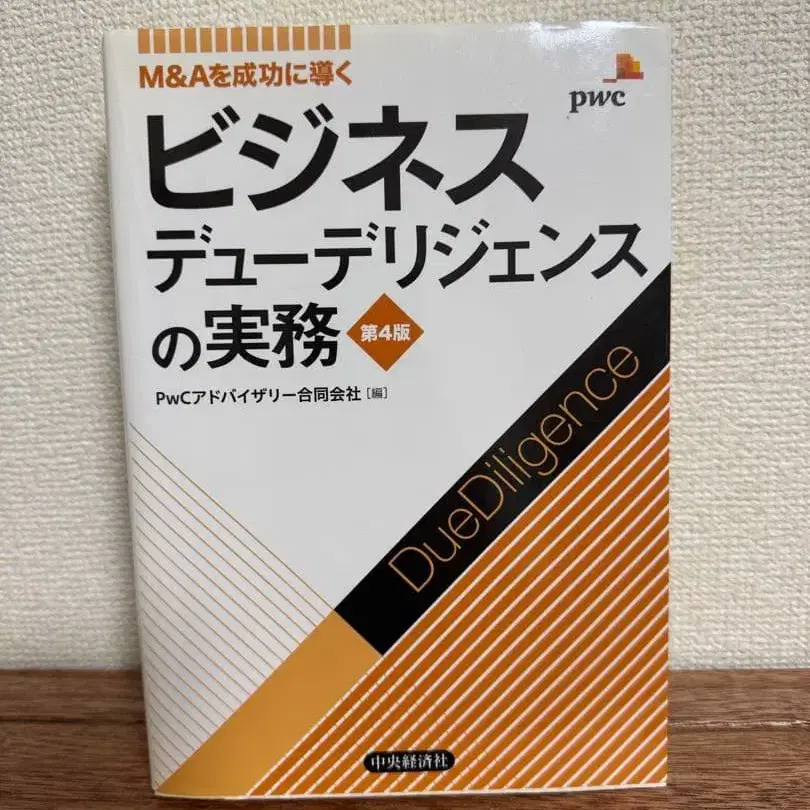 M&Aを成功に導く
pwc
ビジネス
デューデリジェンス
の実務 第4版
PwCアドバイザリー合同会社[編]
DueDiligence
中央経済社